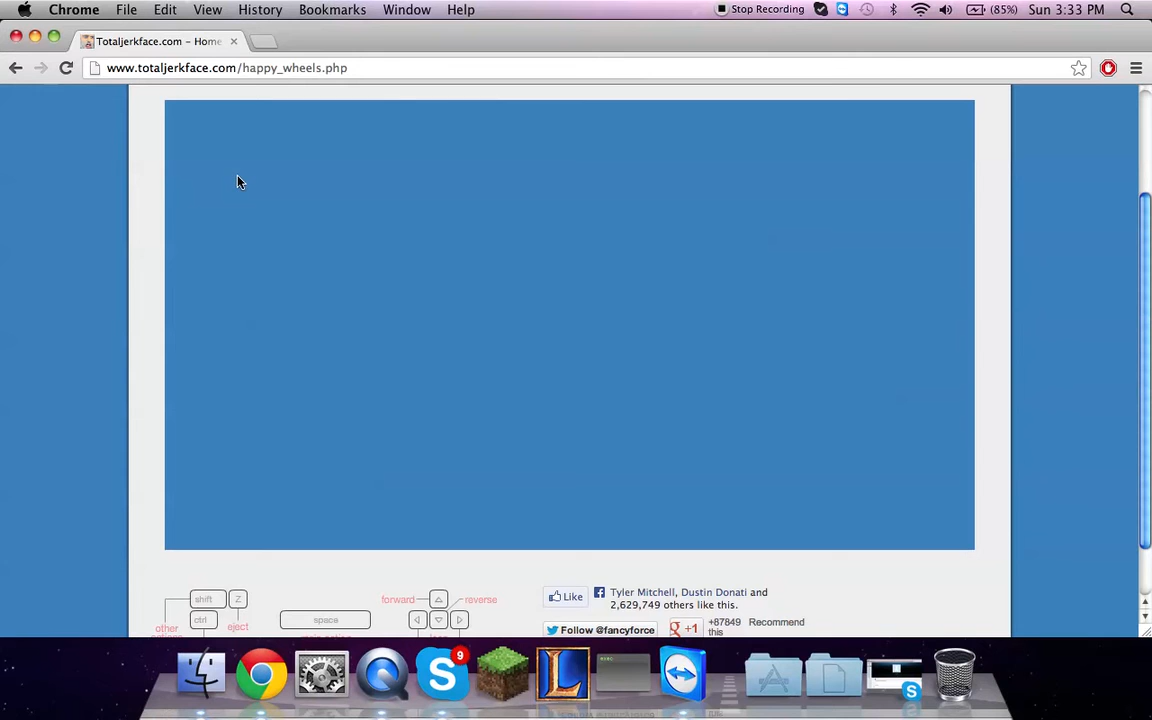 Chrome File Edit View History Bookmarks Window Help Stop Recording (85%) Sun 3:33 PM
Totaljerkface.com – Home
www.totaljerkface.com/happy_wheels.php
shift Z forward reverse Like Tyler Mitchell, Dustin Donati and
2,629,749 others like this.
ctrl space
other eject Follow @fancyforce g +1 +87849 Recommend
this
9
L